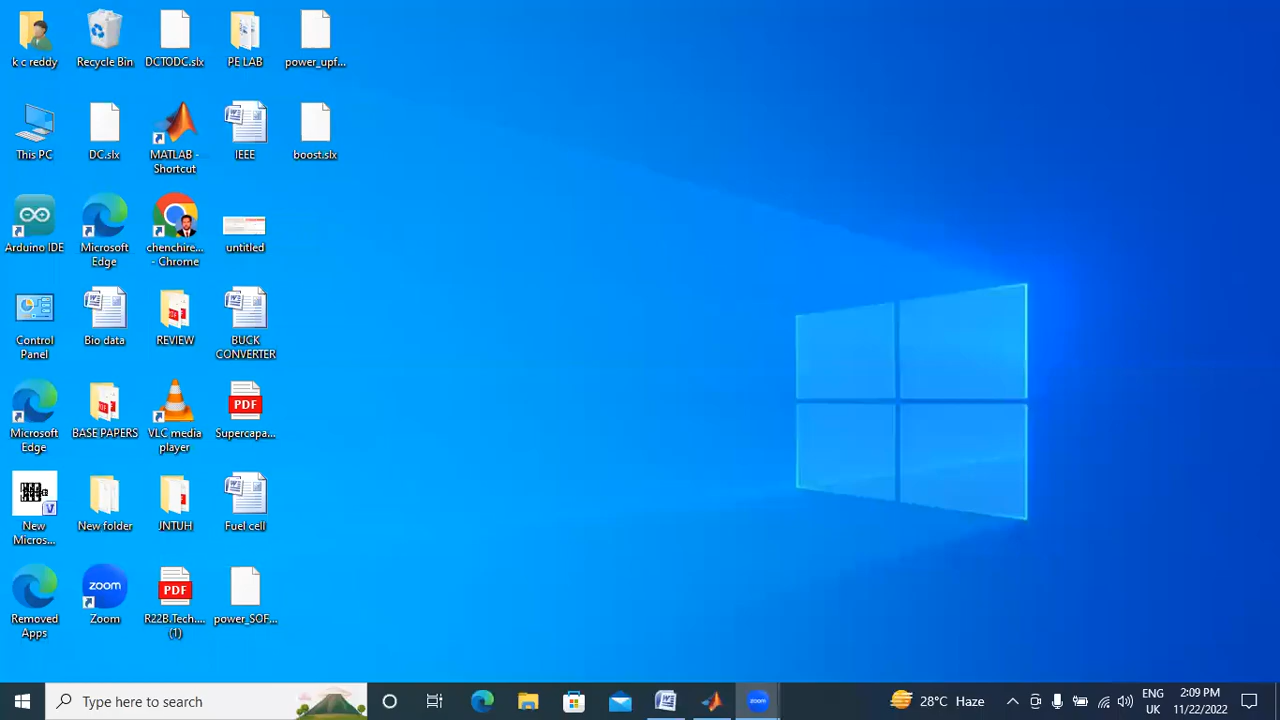 k c reddy
Recycle Bin
DCTODC.slx
PE LAB
power_upf...
This PC
DC.slx
MATLAB -
Shortcut
IEEE
boost.slx
Arduino IDE
Microsoft
Edge
chenchire...
- Chrome
untitled
Control
Panel
Bio data
REVIEW
BUCK
CONVERTER
Microsoft
Edge
BASE PAPERS
VLC media
player
PDF
Supercapa...
New
Micros...
New folder
JNTUH
Fuel cell
Removed
Apps
zoom
Zoom
PDF
R22B.Tech....
(1)
power_SOF...
Type here to search
zoom
28°C Haze
ENG
UK
2:09 PM
11/22/2022